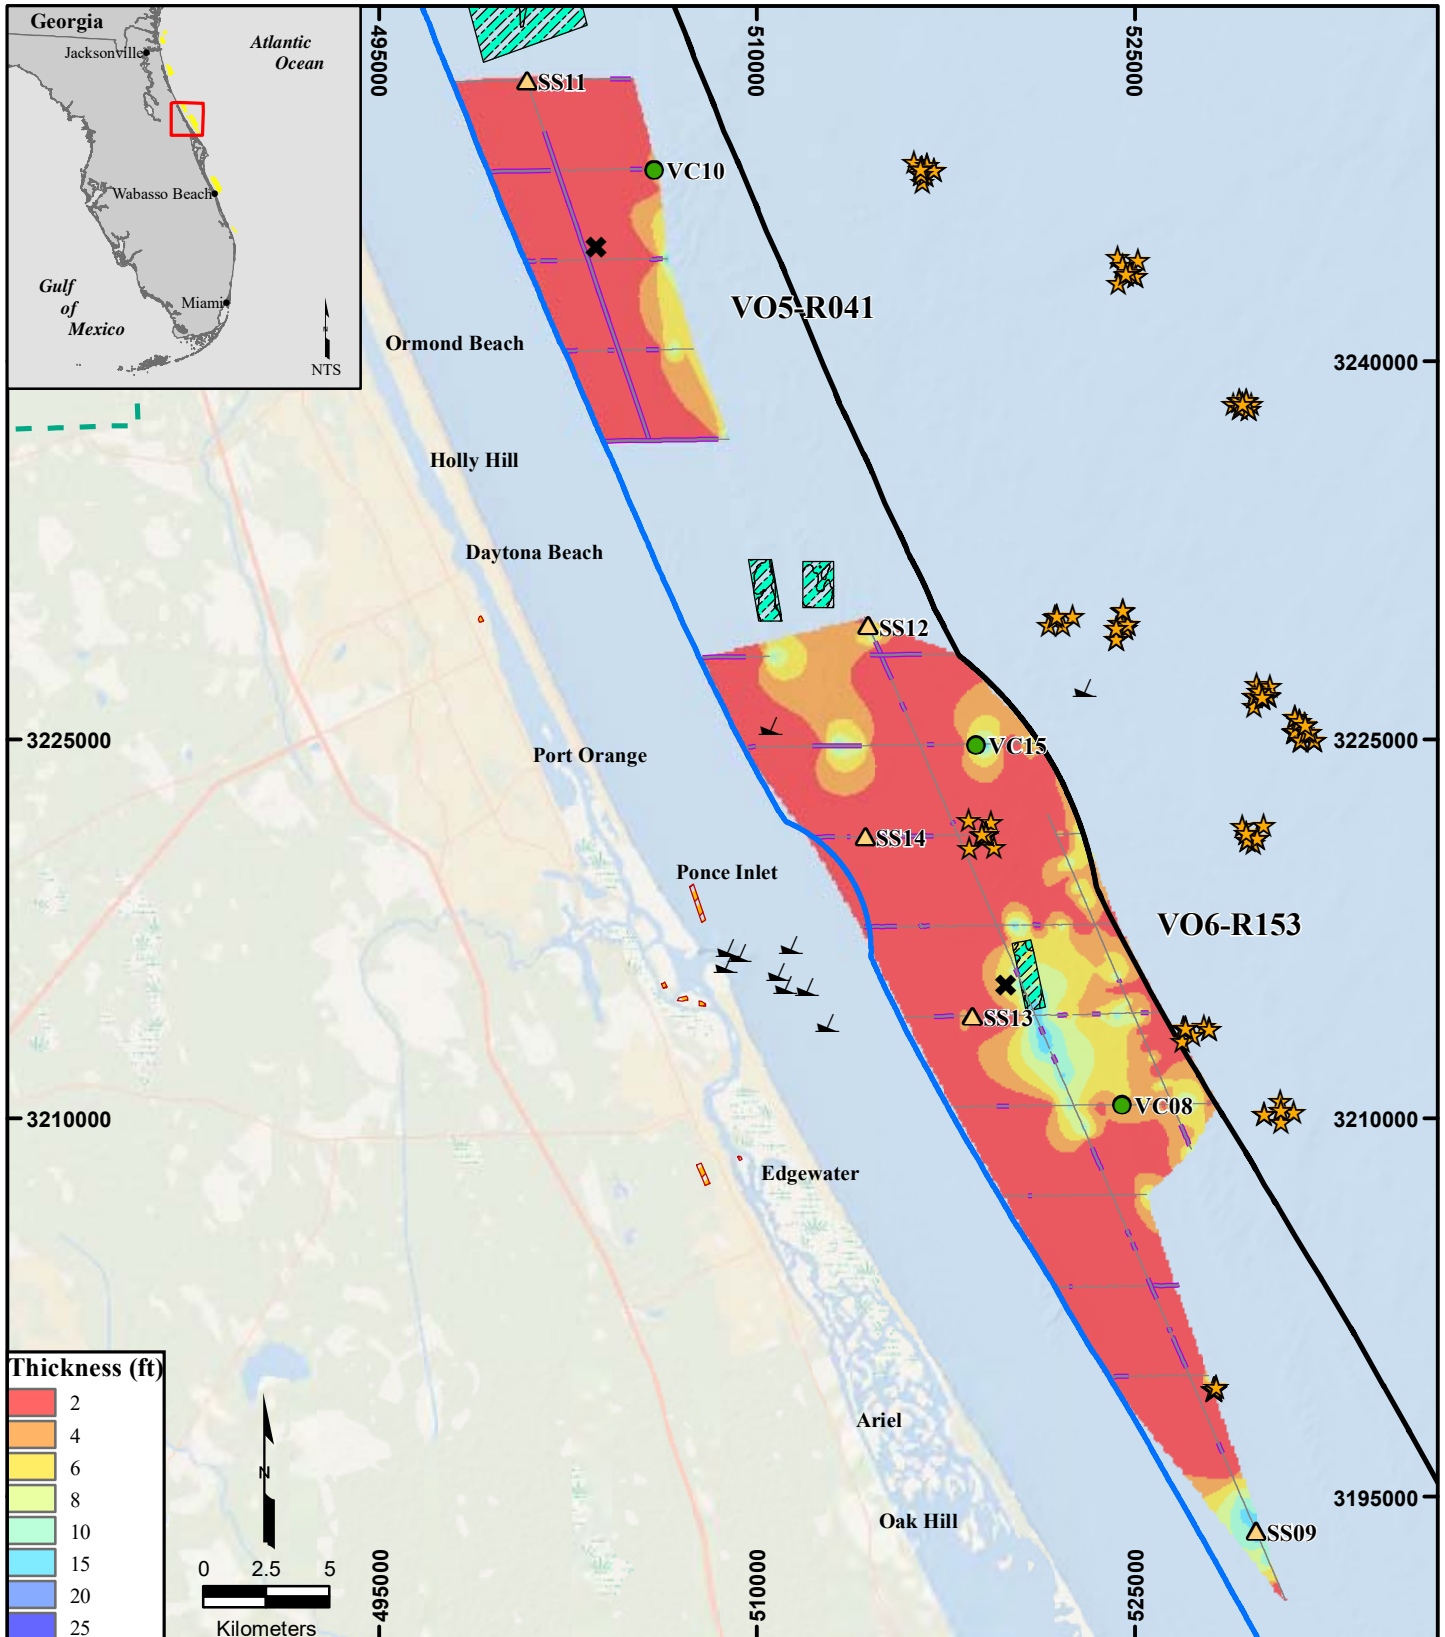 Georgia
Jacksonville
Atlantic
Ocean
Wabasso Beach
Gulf
of
Mexico
Miami
N
NTS
495000
510000
525000
SS11
VC10
VO5-R041
Ormond Beach
3240000
Holly Hill
Daytona Beach
SS12
3225000
Port Orange
VC15
3225000
SS14
Ponce Inlet
VO6-R153
SS13
VC08
3210000
3210000
Edgewater
Thickness (ft)
2
4
6
8
10
15
20
25
N
0 2.5 5
Kilometers
Ariel
Oak Hill
3195000
SS09
495000
510000
525000